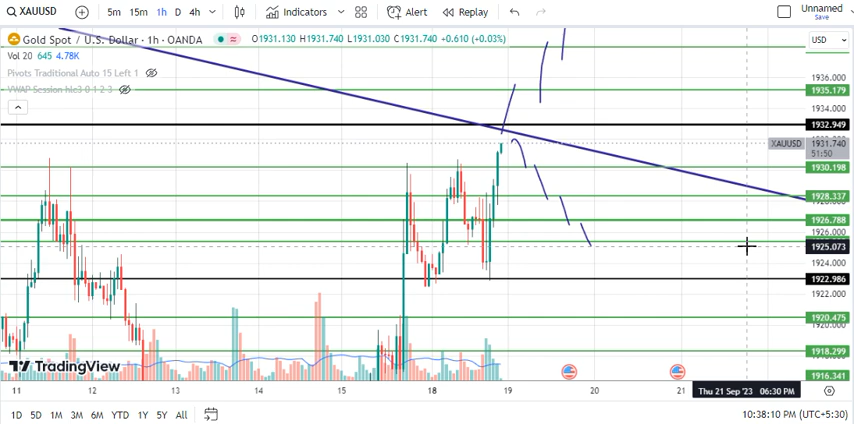 XAUUSD 5m 15m 1h D 4h Indicators Alert Replay Unnamed
Save
Gold Spot / U.S. Dollar · 1h · OANDA O1931.130 H1931.740 L1931.030 C1931.740 +0.610 (+0.03%) USD
Vol 20 645 4.78K
Pivots Traditional Auto 15 Left 1
VWAP Session hlc3 0 1 2 3
1936.000
1935.179
1934.000
1932.949
XAUUSD 1931.740
51:50
1930.198
1928.337
1926.788
1926.000
1925.073
1924.000
1922.986
1922.000
1920.475
1920.000
1918.299
1916.341
TradingView
11 12 13 14 15 18 19 20 21 Thu 21 Sep '23 06:30 PM
1D 5D 1M 3M 6M YTD 1Y 5Y All 10:38:10 PM (UTC+5:30)